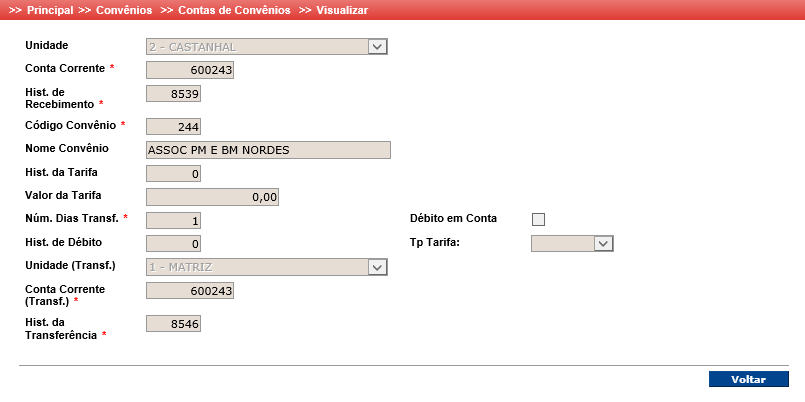 >> Principal >> Convênios >> Contas de Convênios >> Visualizar
Unidade 2 - CASTANHAL
Conta Corrente * 600243
Hist. de
Recebimento * 8539
Código Convênio * 244
Nome Convênio ASSOC PM E BM NORDES
Hist. da Tarifa 0
Valor da Tarifa 0,00
Núm. Dias Transf. * 1 Débito em Conta
Hist. de Débito 0 Tp Tarifa:
Unidade (Transf.) 1 - MATRIZ
Conta Corrente
(Transf.) * 600243
Hist. da
Transferência * 8546
Voltar